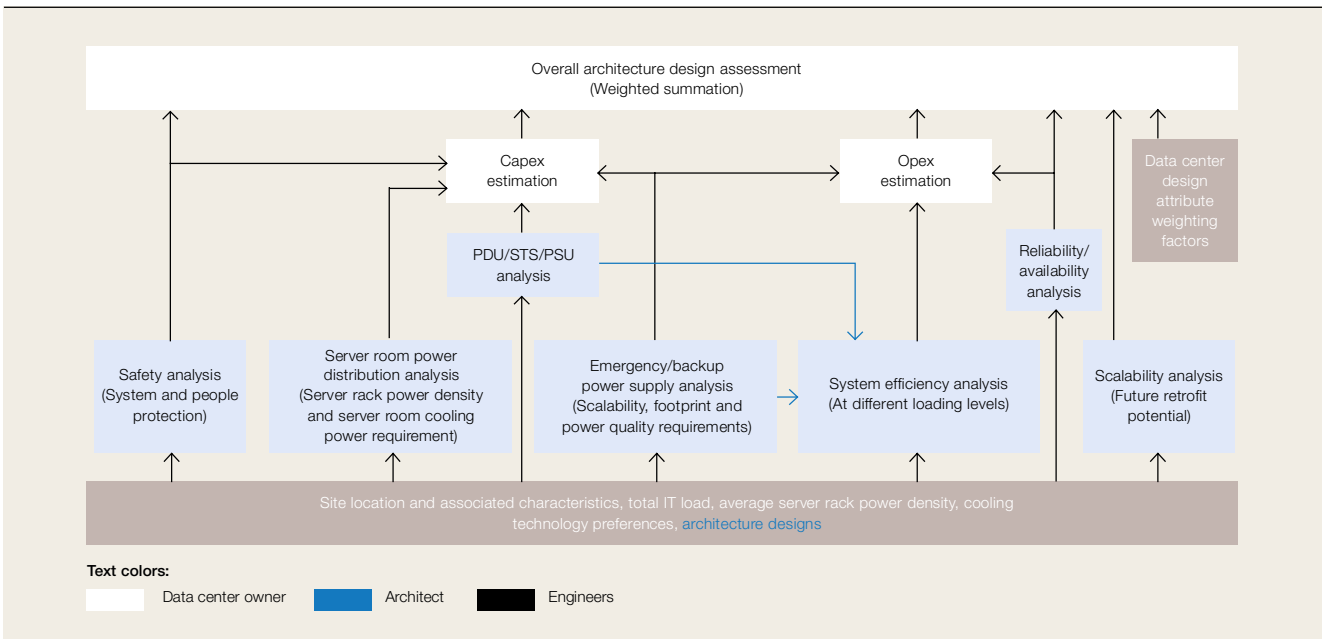 Overall architecture design assessment
(Weighted summation)
Capex
estimation
Opex
estimation
Data center
design
attribute
weighting
factors
PDU/STS/PSU
analysis
Reliability/
availability
analysis
Safety analysis
(System and people
protection)
Server room power
distribution analysis
(Server rack power density
and server room cooling
power requirement)
Emergency/backup
power supply analysis
(Scalability, footprint and
power quality requirements)
System efficiency analysis
(At different loading levels)
Scalability analysis
(Future retrofit
potential)
Site location and associated characteristics, total IT load, average server rack power density, cooling
technology preferences, architecture designs
Text colors:
Data center owner
Architect
Engineers